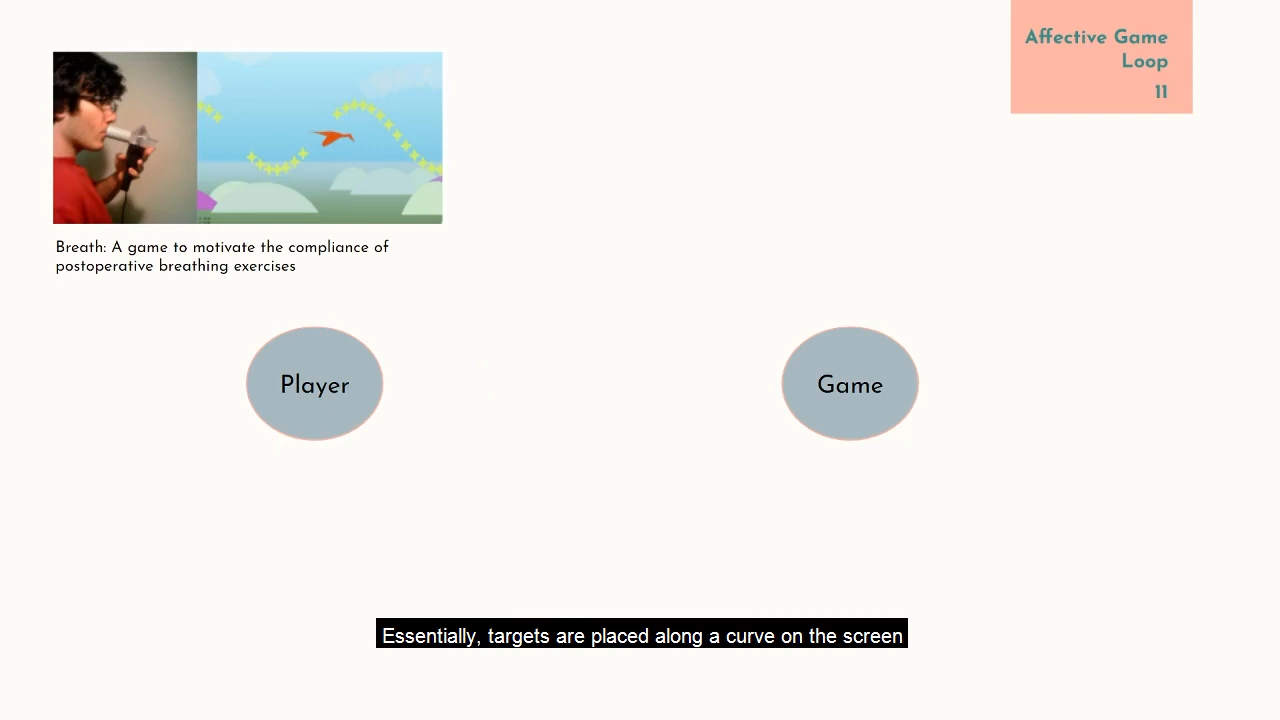 Affective Game
Loop
11
Breath: A game to motivate the compliance of
postoperative breathing exercises
Player
Game
Essentially, targets are placed along a curve on the screen